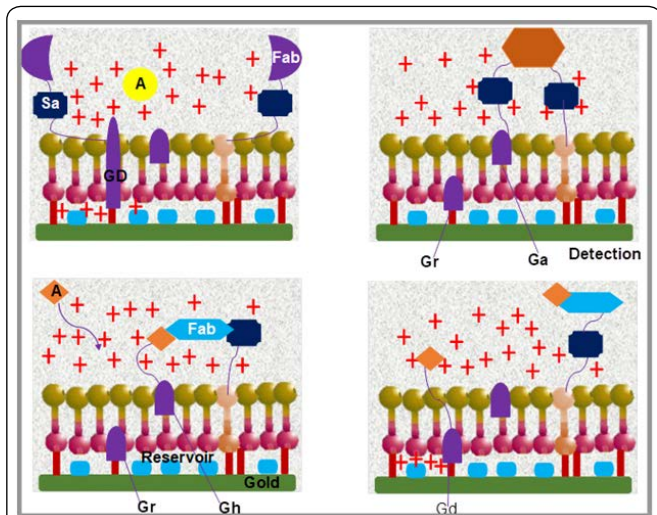 Fab
A
Sa
GD
Gr
Ga
Detection
A
Fab
Reservoir
Gold
Gr
Gh
Gd